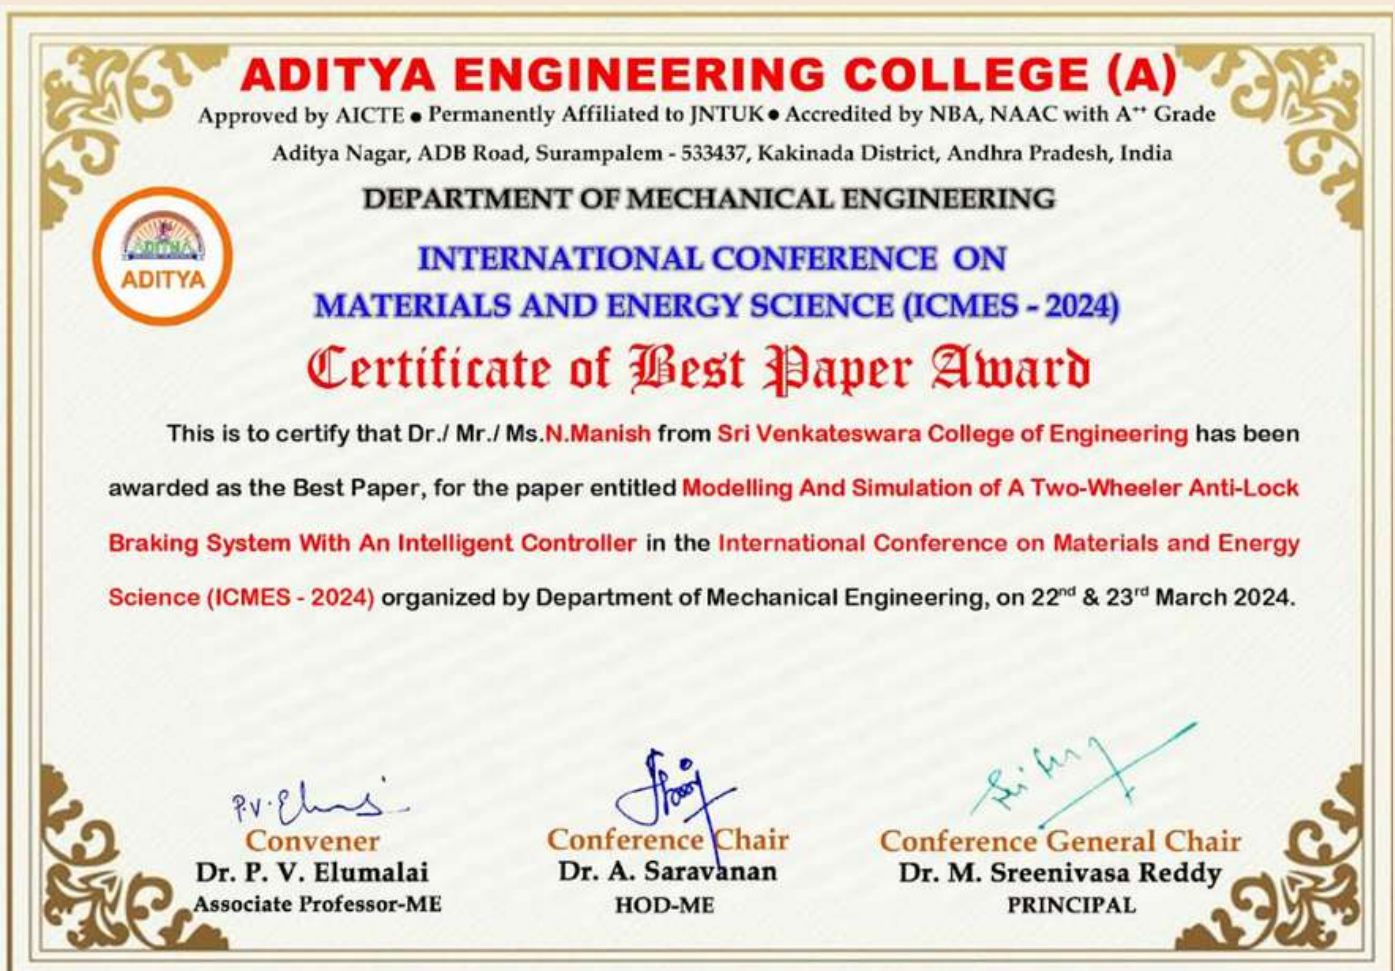 ADITYA ENGINEERING COLLEGE (A)
Approved by AICTE ● Permanently Affiliated to JNTUK ● Accredited by NBA, NAAC with A++ Grade
Aditya Nagar, ADB Road, Surampalem - 533437, Kakinada District, Andhra Pradesh, India
DEPARTMENT OF MECHANICAL ENGINEERING
ADITYA
ADITYA
INTERNATIONAL CONFERENCE ON
MATERIALS AND ENERGY SCIENCE (ICMES - 2024)
Certificate of Best Paper Award
This is to certify that Dr./ Mr./ Ms.N.Manish from Sri Venkateswara College of Engineering has been
awarded as the Best Paper, for the paper entitled Modelling And Simulation of A Two-Wheeler Anti-Lock
Braking System With An Intelligent Controller in the International Conference on Materials and Energy
Science (ICMES - 2024) organized by Department of Mechanical Engineering, on 22nd & 23rd March 2024.
P.V.
Convener
Dr. P. V. Elumalai
Associate Professor-ME
Conference Chair
Dr. A. Saravanan
HOD-ME
Conference General Chair
Dr. M. Sreenivasa Reddy
PRINCIPAL